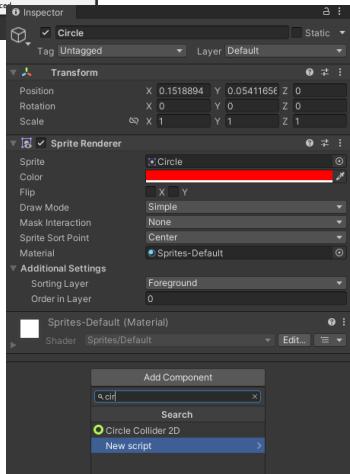 Inspector
Circle Static
Tag Untagged Layer Default
Transform
Position X 0.1518894 Y 0.05411656 Z 0
Rotation X 0 Y 0 Z 0
Scale X 1 Y 1 Z 1
Sprite Renderer
Sprite Circle
Color
Flip X Y
Draw Mode Simple
Mask Interaction None
Sprite Sort Point Center
Material Sprites-Default
Additional Settings
Sorting Layer Foreground
Order in Layer 0
Sprites-Default (Material)
Shader Sprites/Default Edit...
Add Component
cir
Search
Circle Collider 2D
New script